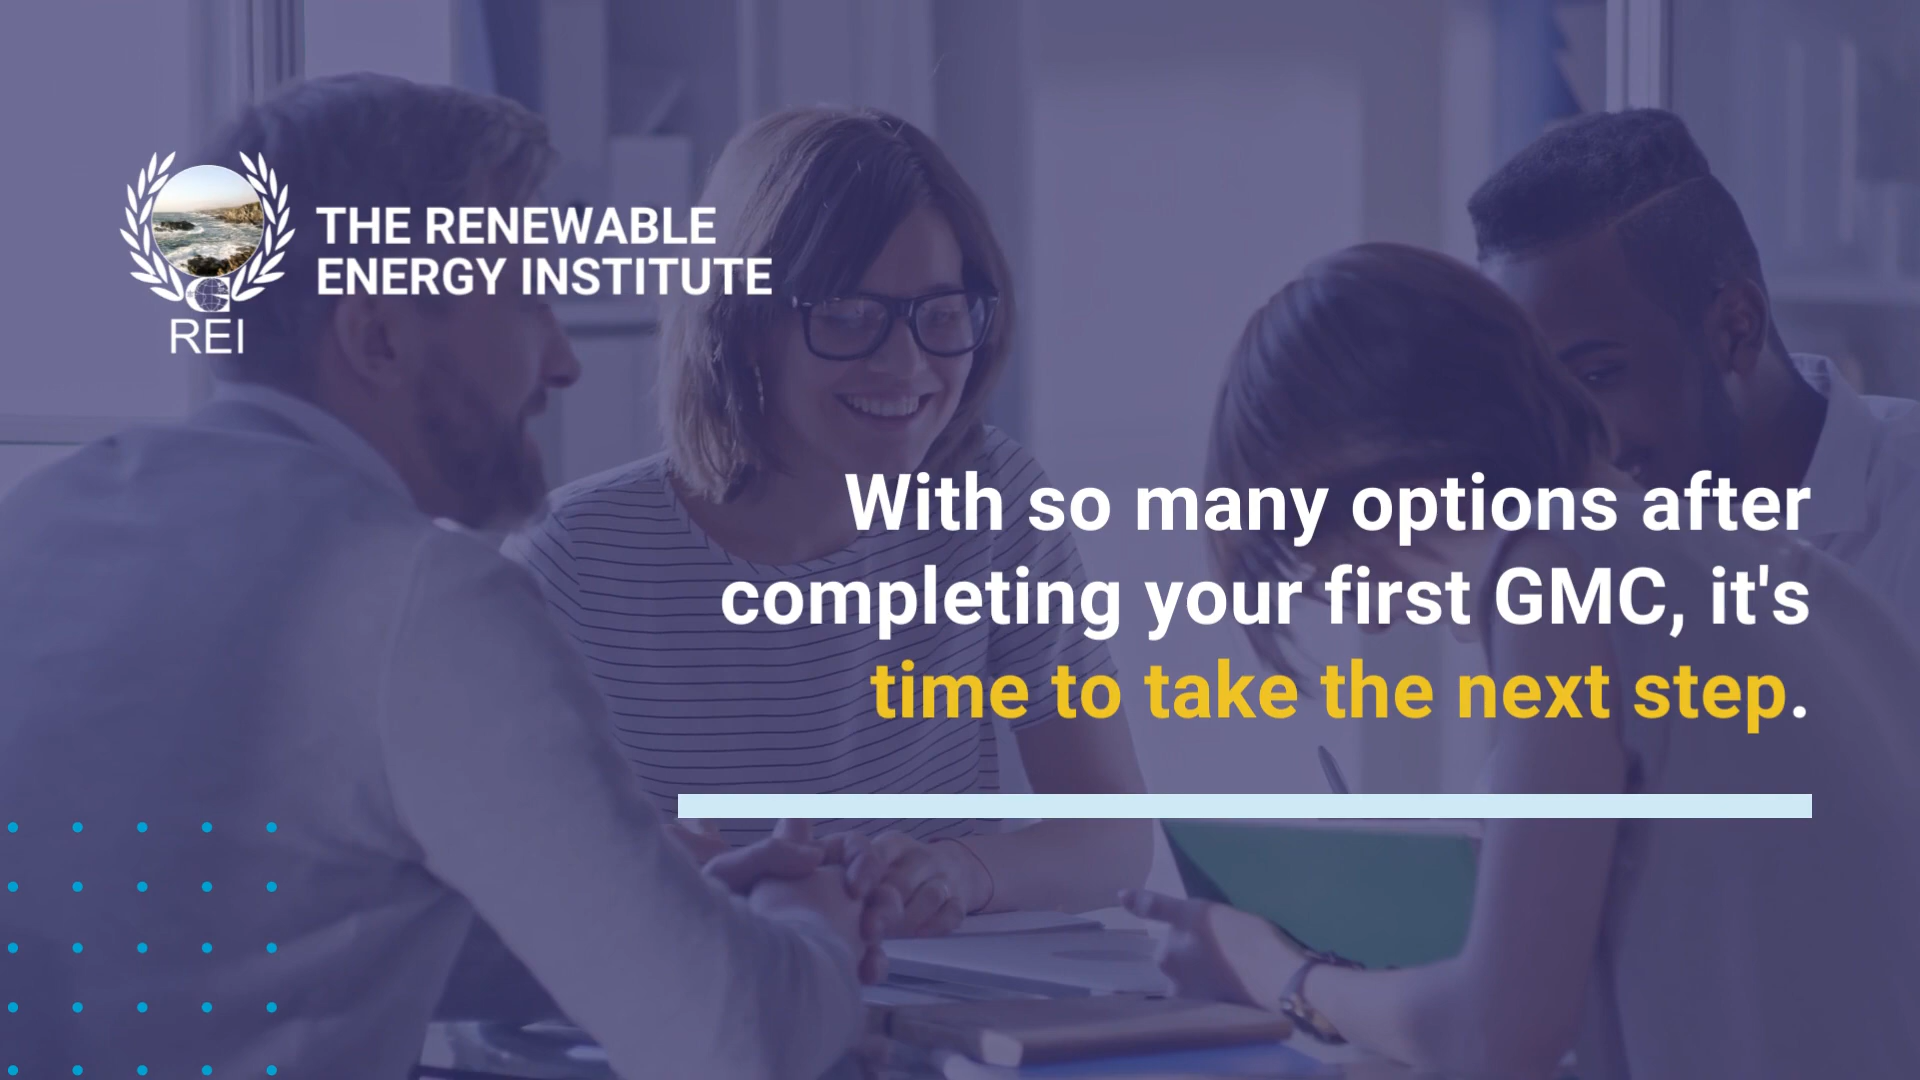 THE RENEWABLE
ENERGY INSTITUTE
REI
With so many options after
completing your first GMC, it's
time to take the next step.